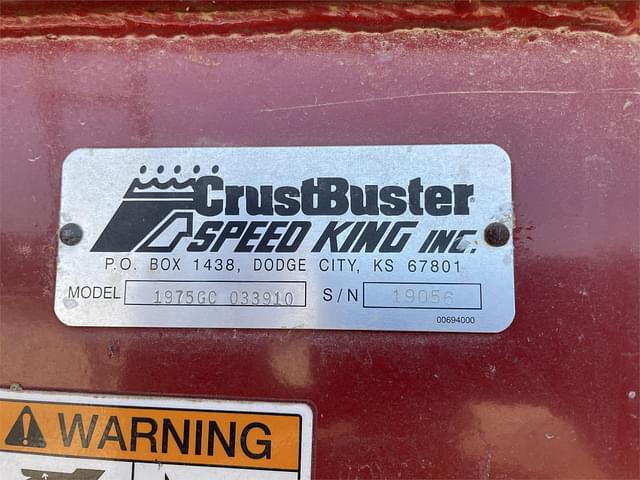 CrustBuster
SPEED KING INC.
P.O. BOX 1438, DODGE CITY, KS 67801
MODEL 1975GC 033910 S/N 19056
00694000
WARNING